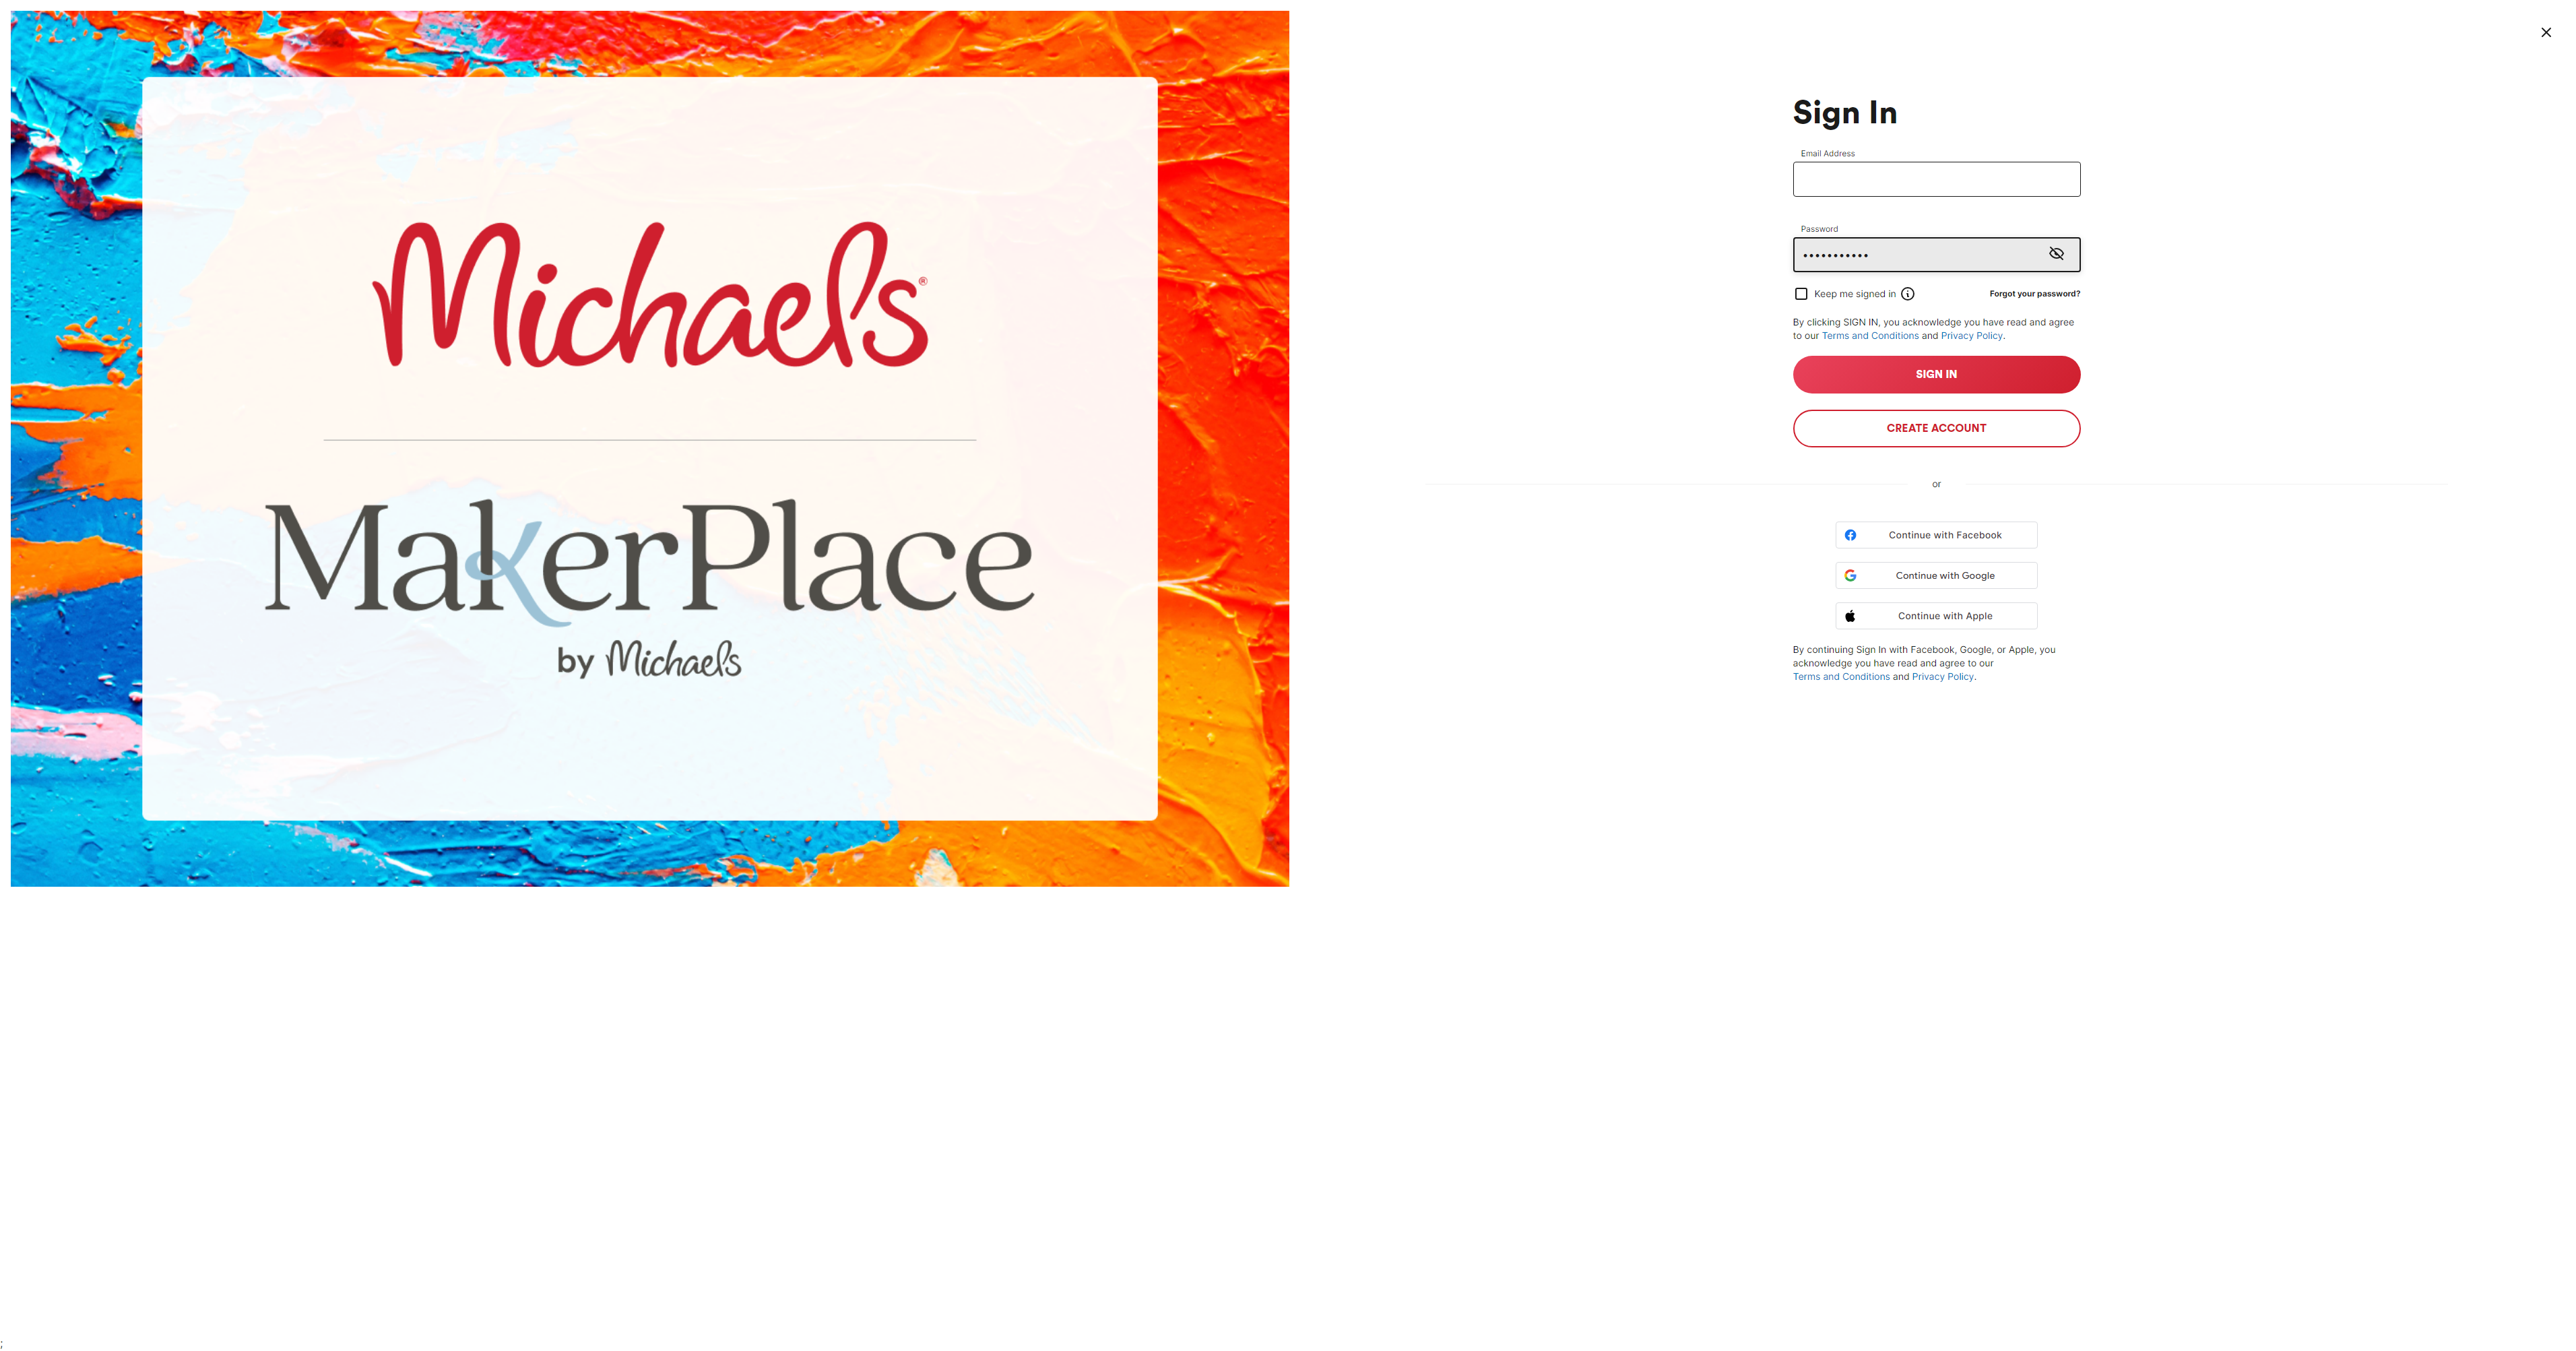 Michaels®
MakerPlace
by Michaels
Sign In
Email Address
Password
•••••••••••
Keep me signed in
Forgot your password?
By clicking SIGN IN, you acknowledge you have read and agree
to our Terms and Conditions and Privacy Policy.
SIGN IN
CREATE ACCOUNT
or
Continue with Facebook
Continue with Google
Continue with Apple
By continuing Sign In with Facebook, Google, or Apple, you
acknowledge you have read and agree to our
Terms and Conditions and Privacy Policy.
;